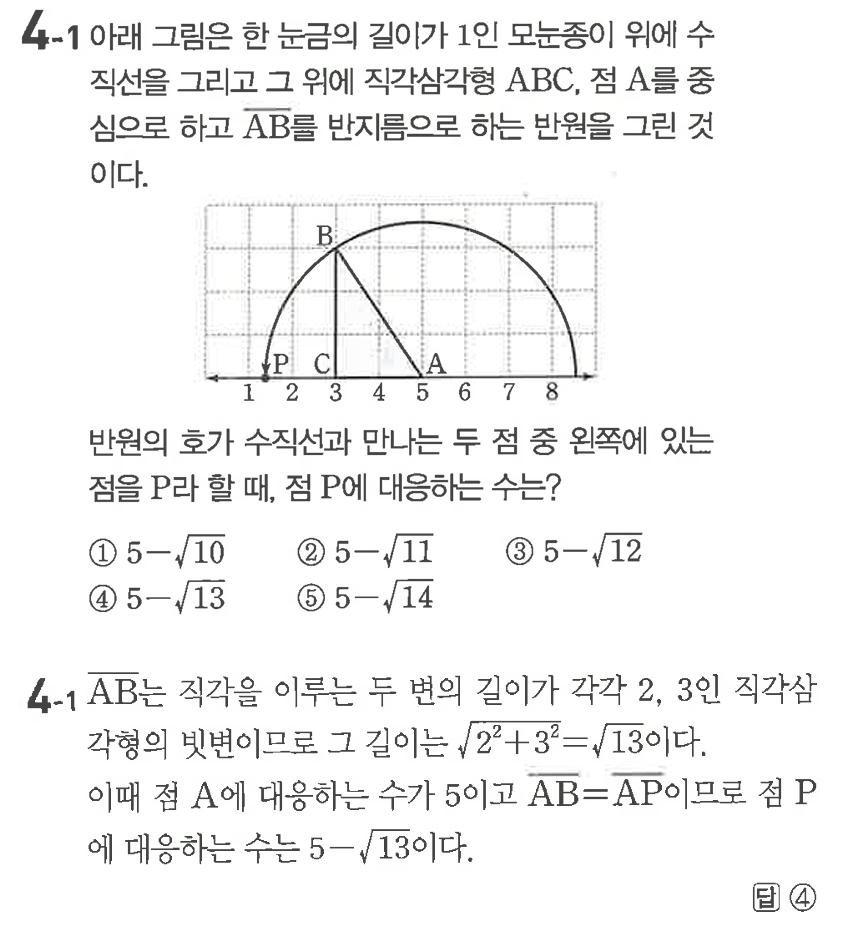 4-1 아래 그림은 한 눈금의 길이가 1인 모눈종이 위에 수
직선을 그리고 그 위에 직각삼각형 ABC, 점 A를 중
심으로 하고 \overline{AB}를 반지름으로 하는 반원을 그린 것
이다.
B
P C A
1 2 3 4 5 6 7 8
반원의 호가 수직선과 만나는 두 점 중 왼쪽에 있는
점을 P라 할 때, 점 P에 대응하는 수는?
① 5-√10 ② 5-√11 ③ 5-√12
④ 5-√13 ⑤ 5-√14
4-1 \overline{AB}는 직각을 이루는 두 변의 길이가 각각 2, 3인 직각삼
각형의 빗변이므로 그 길이는 √(2²+3²)=√13이다.
이때 점 A에 대응하는 수가 5이고 \overline{AB}=\overline{AP}이므로 점 P
에 대응하는 수는 5-√13이다.
답 ④